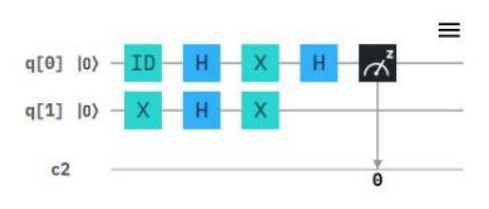 q[0] |0⟩ ID H X H z
q[1] |0⟩ X H X
c2
0